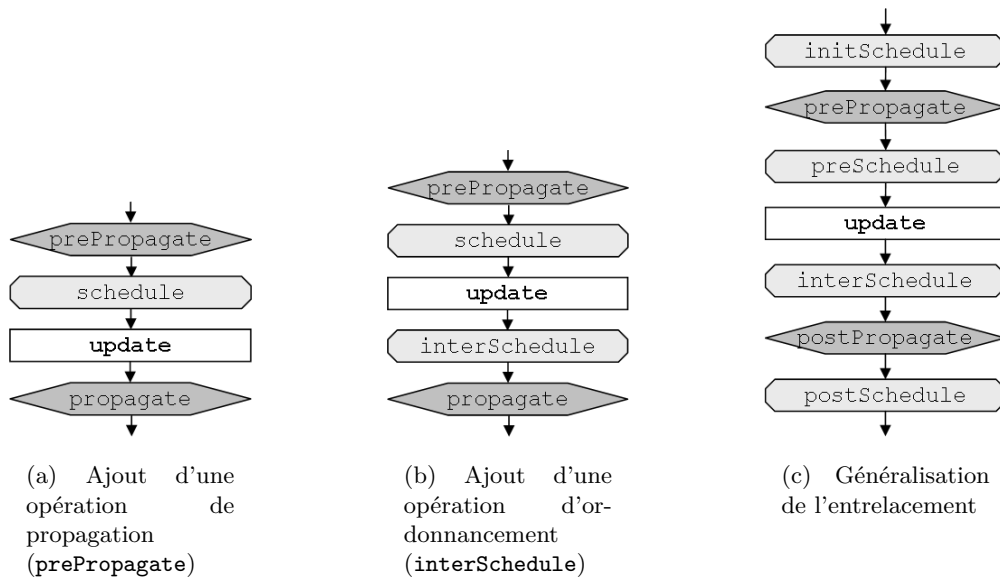 prePropagate
schedule
update
propagate
(a) Ajout d'une
opération de
propagation
(prePropagate)
prePropagate
schedule
update
interSchedule
propagate
(b) Ajout d'une
opération d'or-
donnancement
(interSchedule)
initSchedule
prePropagate
preSchedule
update
interSchedule
postPropagate
postSchedule
(c) Généralisation
de l'entrelacement